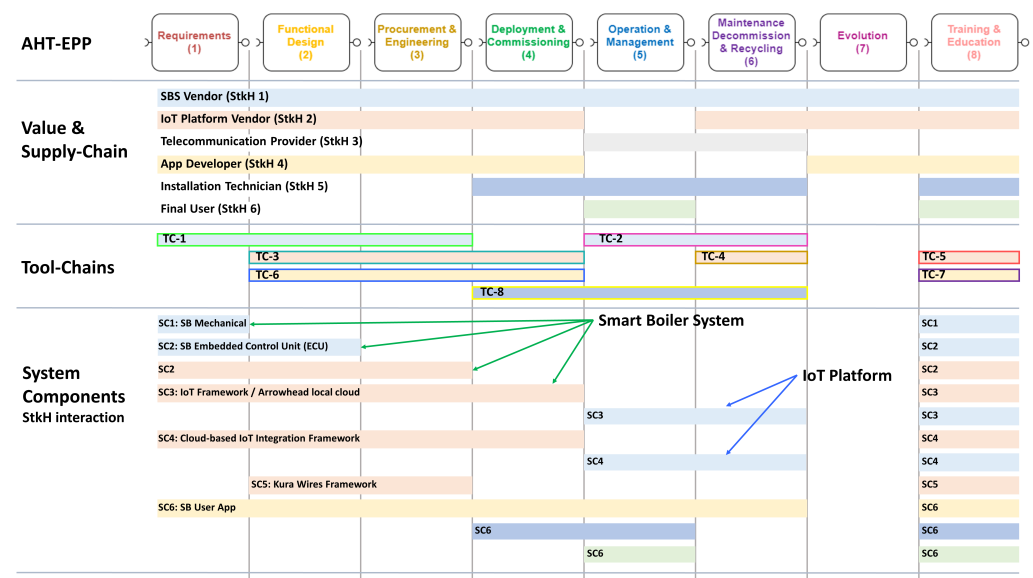 AHT-EPP
Requirements
(1)
Functional
Design
(2)
Procurement &
Engineering
(3)
Deployment &
Commissioning
(4)
Operation &
Management
(5)
Maintenance
Decommission
& Recycling
(6)
Evolution
(7)
Training &
Education
(8)
Value &
Supply-Chain
SBS Vendor (StkH 1)
IoT Platform Vendor (StkH 2)
Telecommunication Provider (StkH 3)
App Developer (StkH 4)
Installation Technician (StkH 5)
Final User (StkH 6)
Tool-Chains
TC-1
TC-2
TC-3
TC-4
TC-5
TC-6
TC-7
TC-8
System
Components
StkH interaction
Smart Boiler System
IoT Platform
SC1: SB Mechanical
SC1
SC2: SB Embedded Control Unit (ECU)
SC2
SC2
SC2
SC3: IoT Framework / Arrowhead local cloud
SC3
SC3
SC3
SC4: Cloud-based IoT Integration Framework
SC4
SC4
SC4
SC5: Kura Wires Framework
SC5
SC6: SB User App
SC6
SC6
SC6
SC6
SC6